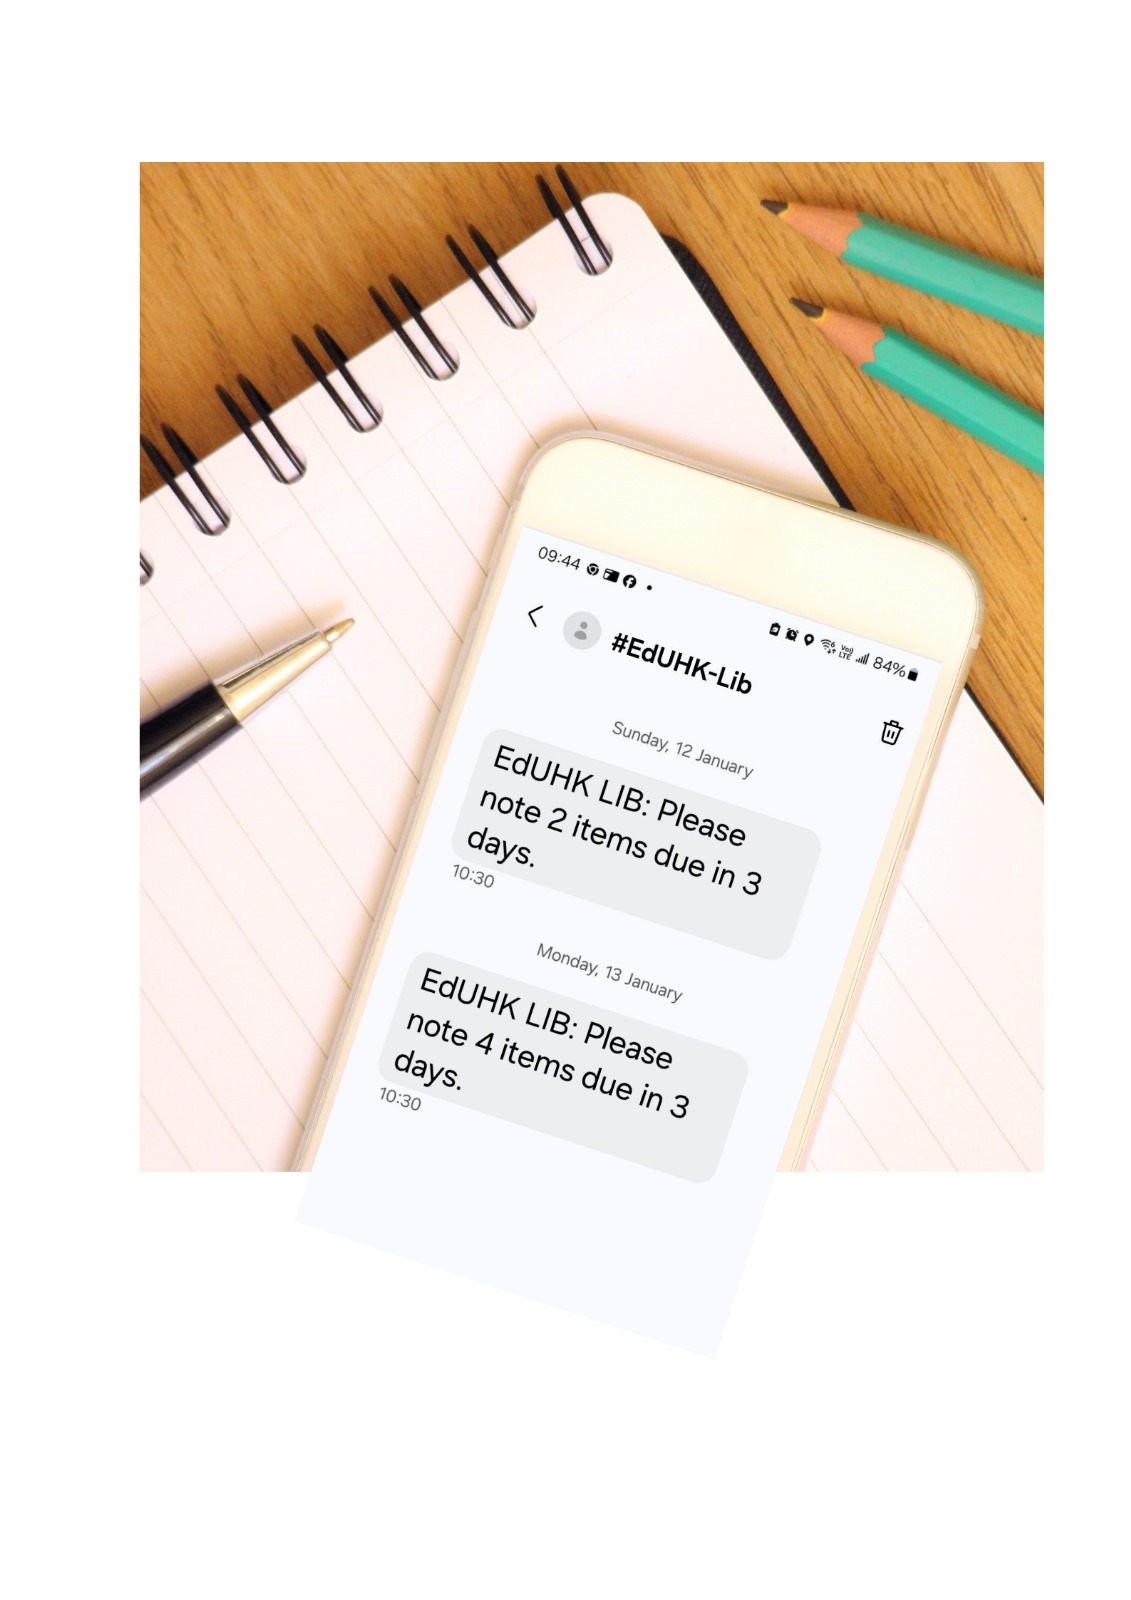 09:44
84%
#EdUHK-Lib
Sunday, 12 January
EdUHK LIB: Please
note 2 items due in 3
days.
10:30
Monday, 13 January
EdUHK LIB: Please
note 4 items due in 3
days.
10:30